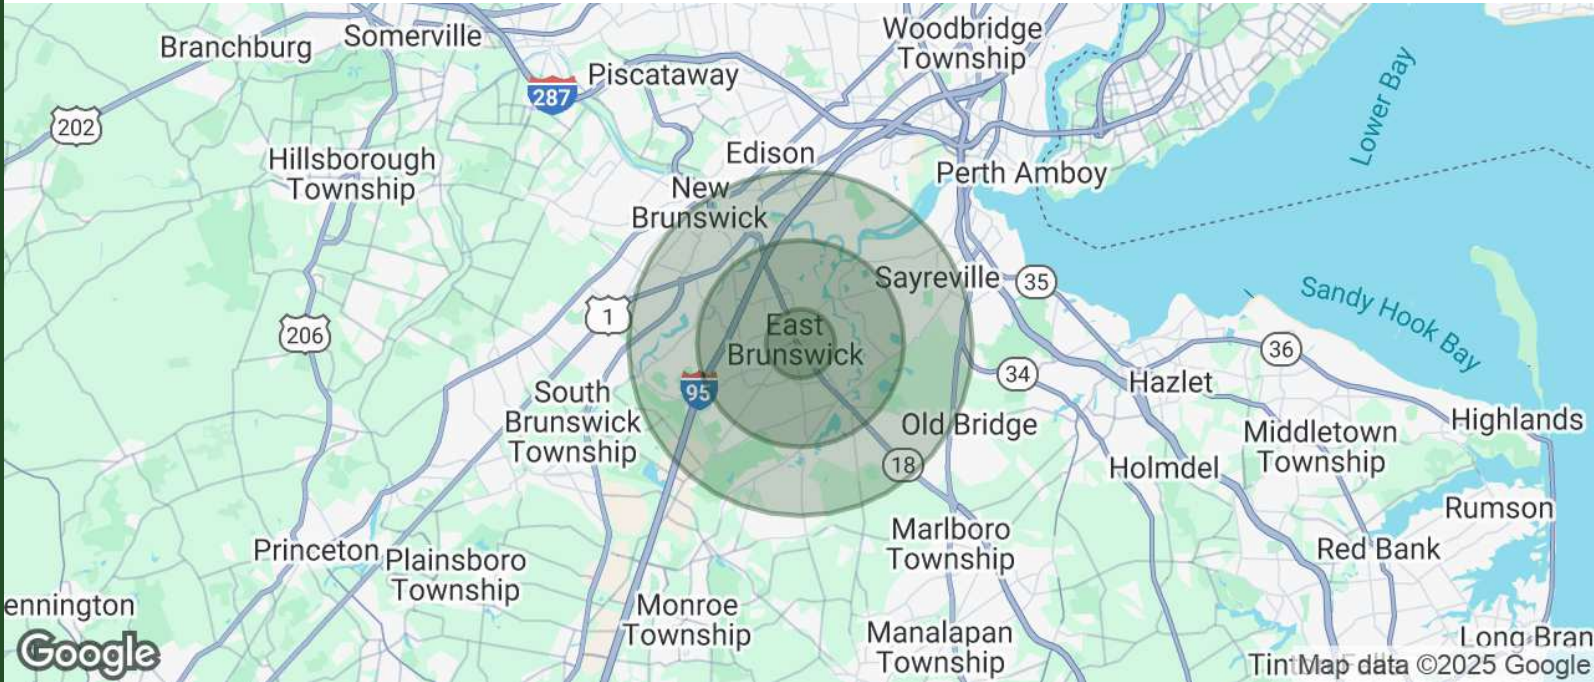 Branchburg
Somerville
Woodbridge
Township
Piscataway
287
202
Lower Bay
Edison
Hillsborough
Township
Perth Amboy
New
Brunswick
Sayreville
35
Sandy Hook Bay
1
206
East
Brunswick
36
34
Hazlet
95
South
Brunswick
Township
Old Bridge
Highlands
Middletown
Township
18
Holmdel
Rumson
Marlboro
Township
Red Bank
Princeton
Plainsboro
Township
ennington
Monroe
Township
Manalapan
Township
Long Bran
Google
Tint
Map data ©2025 Google